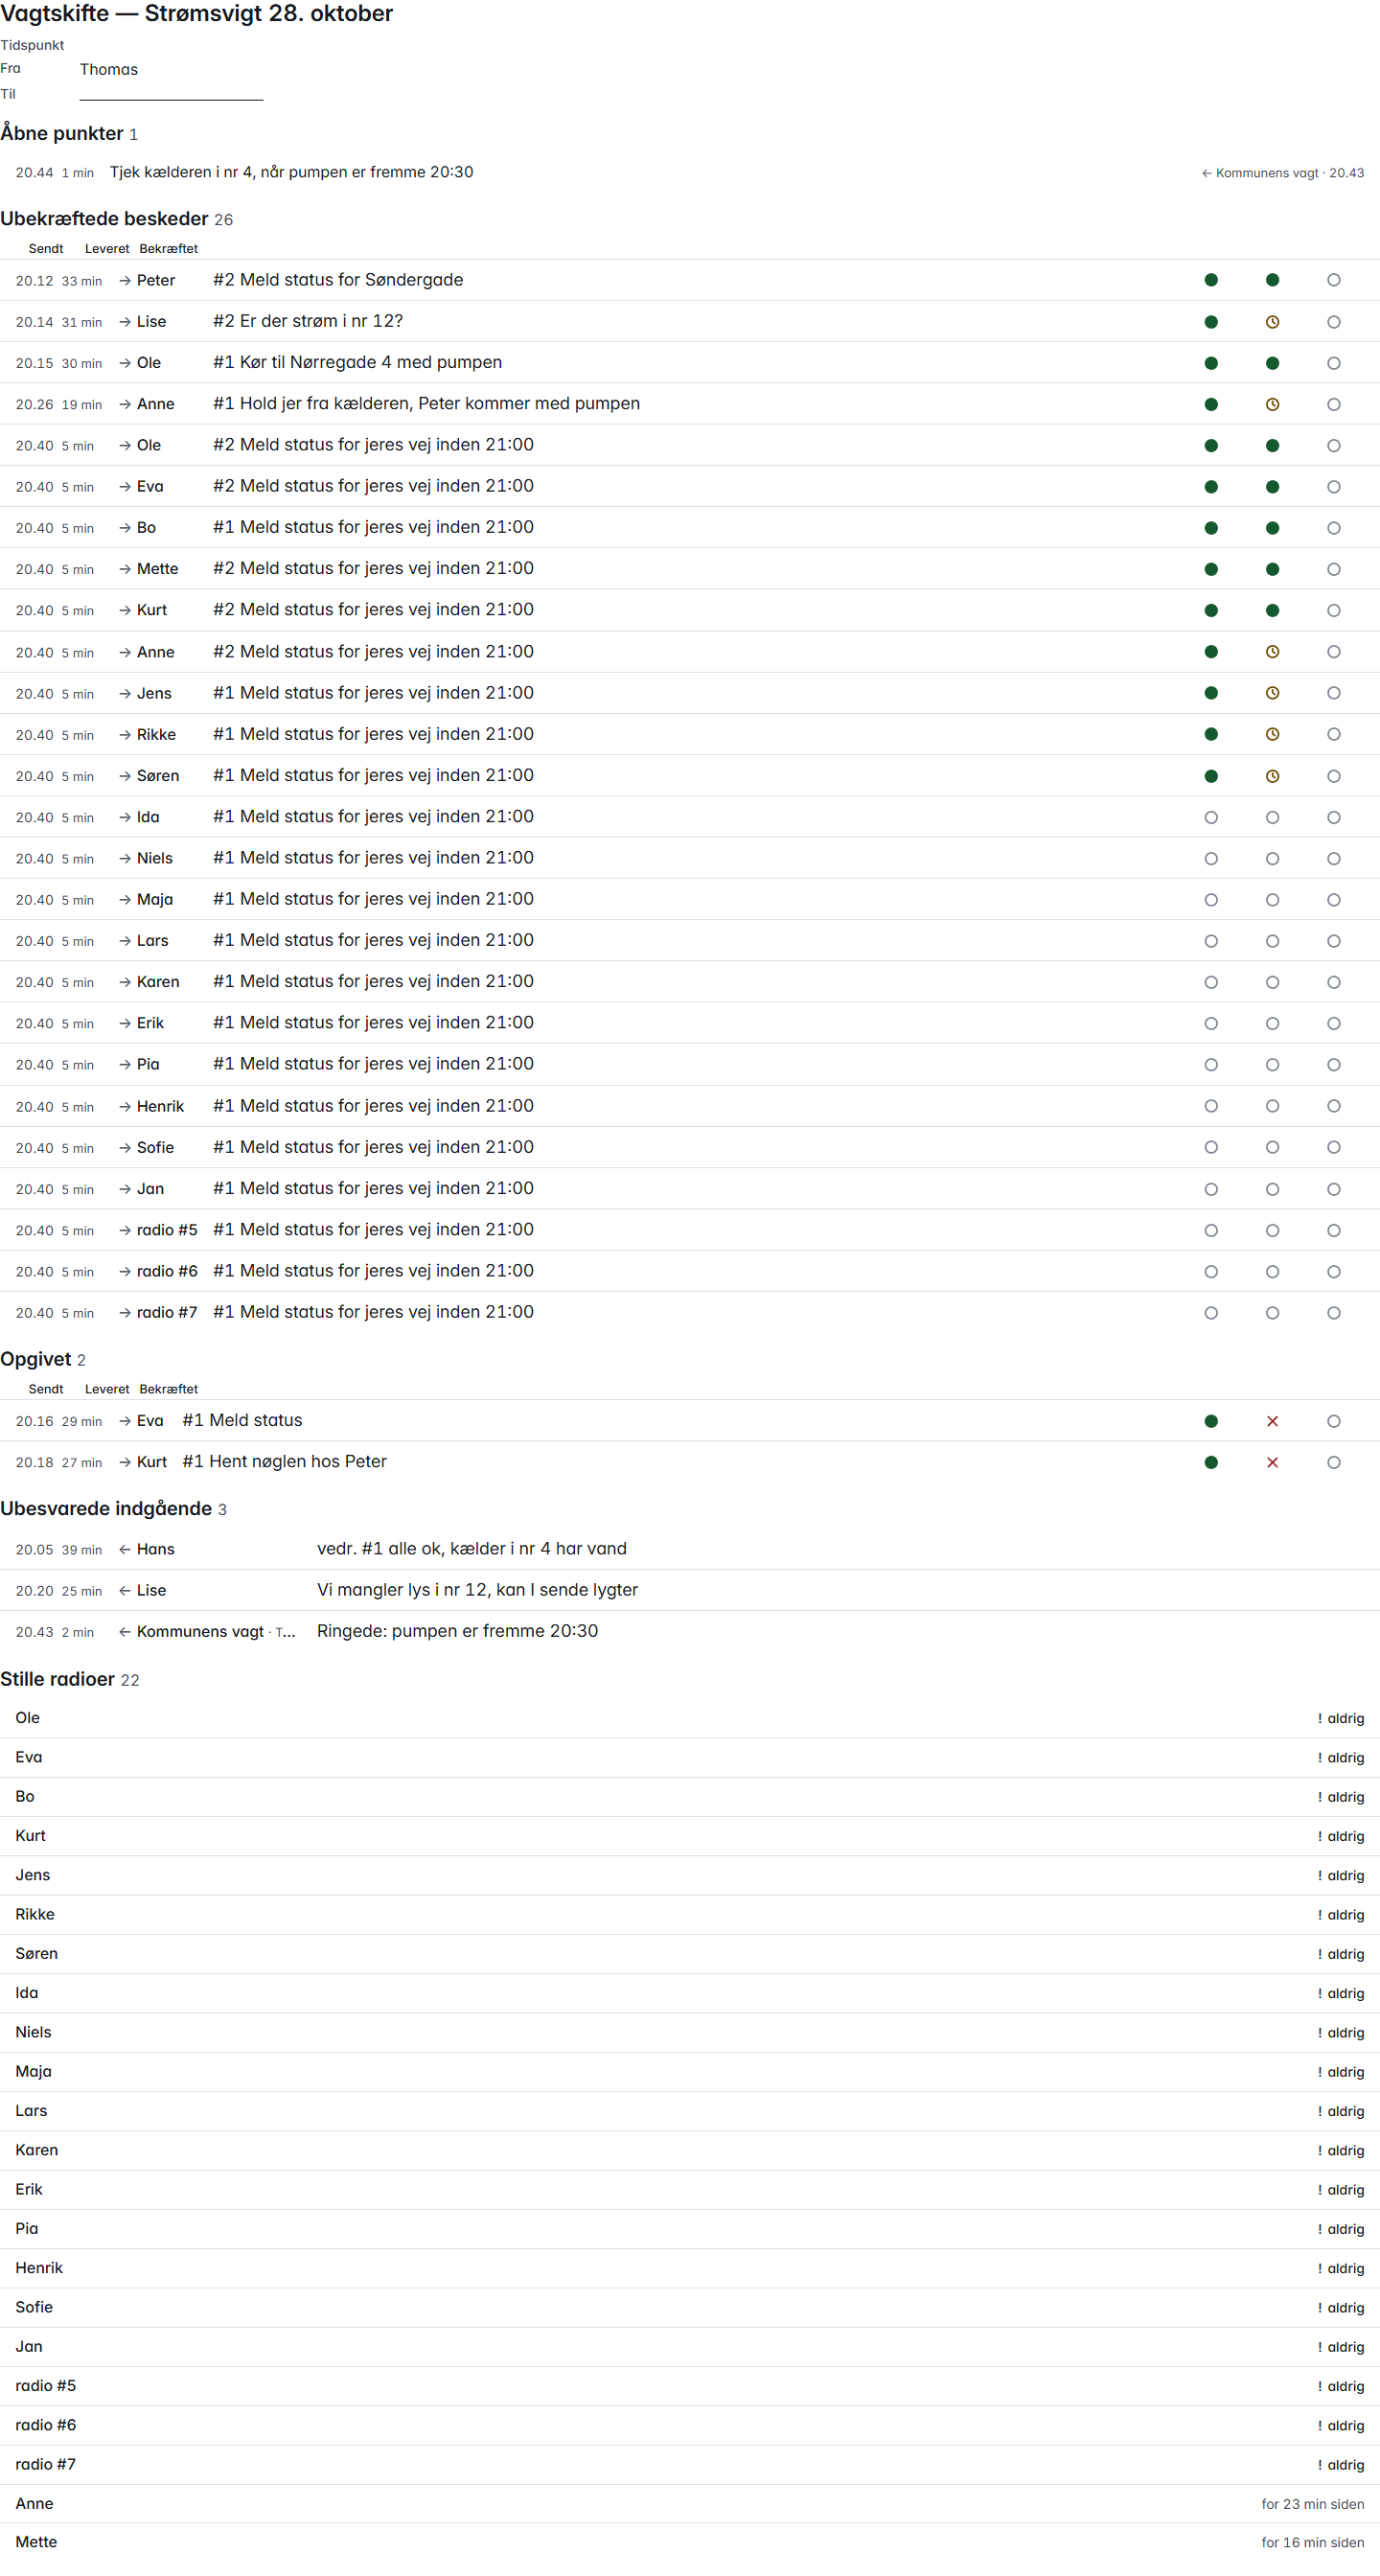 Vagtskifte — Strømsvigt 28. oktober
Tidspunkt
Fra Thomas
Til
Åbne punkter 1
20.44 1 min Tjek kælderen i nr 4, når pumpen er fremme 20:30 ← Kommunens vagt · 20.43
Ubekræftede beskeder 26
Sendt Leveret Bekræftet
20.12 33 min → Peter #2 Meld status for Søndergade
20.14 31 min → Lise #2 Er der strøm i nr 12?
20.15 30 min → Ole #1 Kør til Nørregade 4 med pumpen
20.26 19 min → Anne #1 Hold jer fra kælderen, Peter kommer med pumpen
20.40 5 min → Ole #2 Meld status for jeres vej inden 21:00
20.40 5 min → Eva #2 Meld status for jeres vej inden 21:00
20.40 5 min → Bo #1 Meld status for jeres vej inden 21:00
20.40 5 min → Mette #2 Meld status for jeres vej inden 21:00
20.40 5 min → Kurt #2 Meld status for jeres vej inden 21:00
20.40 5 min → Anne #2 Meld status for jeres vej inden 21:00
20.40 5 min → Jens #1 Meld status for jeres vej inden 21:00
20.40 5 min → Rikke #1 Meld status for jeres vej inden 21:00
20.40 5 min → Søren #1 Meld status for jeres vej inden 21:00
20.40 5 min → Ida #1 Meld status for jeres vej inden 21:00
20.40 5 min → Niels #1 Meld status for jeres vej inden 21:00
20.40 5 min → Maja #1 Meld status for jeres vej inden 21:00
20.40 5 min → Lars #1 Meld status for jeres vej inden 21:00
20.40 5 min → Karen #1 Meld status for jeres vej inden 21:00
20.40 5 min → Erik #1 Meld status for jeres vej inden 21:00
20.40 5 min → Pia #1 Meld status for jeres vej inden 21:00
20.40 5 min → Henrik #1 Meld status for jeres vej inden 21:00
20.40 5 min → Sofie #1 Meld status for jeres vej inden 21:00
20.40 5 min → Jan #1 Meld status for jeres vej inden 21:00
20.40 5 min → radio #5 #1 Meld status for jeres vej inden 21:00
20.40 5 min → radio #6 #1 Meld status for jeres vej inden 21:00
20.40 5 min → radio #7 #1 Meld status for jeres vej inden 21:00
Opgivet 2
Sendt Leveret Bekræftet
20.16 29 min → Eva #1 Meld status
20.18 27 min → Kurt #1 Hent nøglen hos Peter
Ubesvarede indgående 3
20.05 39 min ← Hans vedr. #1 alle ok, kælder i nr 4 har vand
20.20 25 min ← Lise Vi mangler lys i nr 12, kan I sende lygter
20.43 2 min ← Kommunens vagt · T... Ringede: pumpen er fremme 20:30
Stille radioer 22
Ole ! aldrig
Eva ! aldrig
Bo ! aldrig
Kurt ! aldrig
Jens ! aldrig
Rikke ! aldrig
Søren ! aldrig
Ida ! aldrig
Niels ! aldrig
Maja ! aldrig
Lars ! aldrig
Karen ! aldrig
Erik ! aldrig
Pia ! aldrig
Henrik ! aldrig
Sofie ! aldrig
Jan ! aldrig
radio #5 ! aldrig
radio #6 ! aldrig
radio #7 ! aldrig
Anne for 23 min siden
Mette for 16 min siden